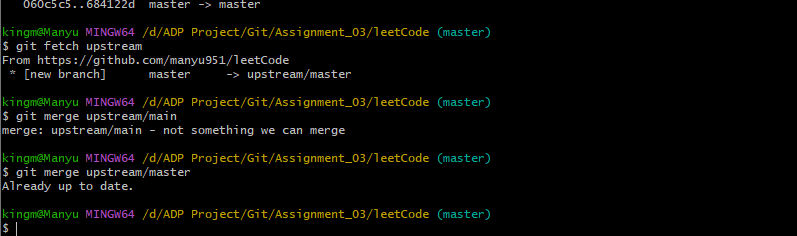 060c5c5..684122d  master -> master
kingm@Manyu MINGW64 /d/ADP Project/Git/Assignment_03/leetCode (master)
$ git fetch upstream
From https://github.com/manyu951/leetCode
 * [new branch]      master     -> upstream/master
kingm@Manyu MINGW64 /d/ADP Project/Git/Assignment_03/leetCode (master)
$ git merge upstream/main
merge: upstream/main - not something we can merge
kingm@Manyu MINGW64 /d/ADP Project/Git/Assignment_03/leetCode (master)
$ git merge upstream/master
Already up to date.
kingm@Manyu MINGW64 /d/ADP Project/Git/Assignment_03/leetCode (master)
$